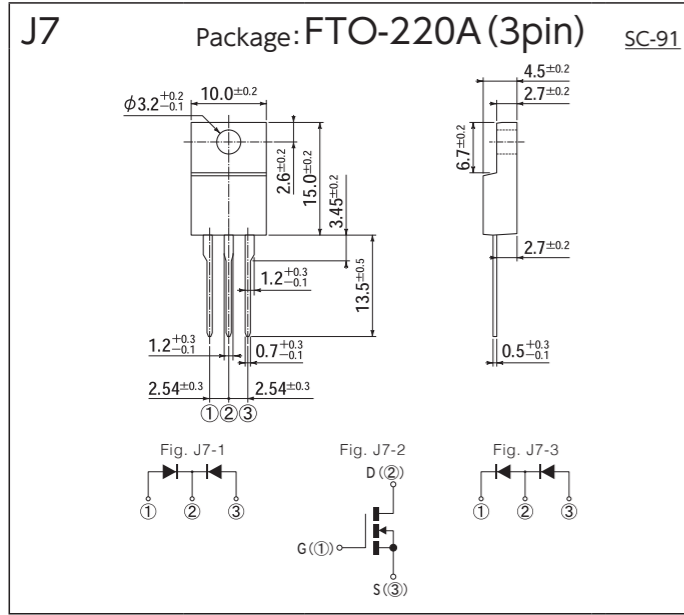 J7 Package: FTO-220A (3pin) SC-91
4.5±0.2
2.7±0.2
φ3.2+0.2−0.1
10.0±0.2
6.7±0.2
2.6±0.2
15.0±0.2
3.45±0.2
2.7±0.2
1.2+0.3−0.1
13.5±0.5
1.2+0.3−0.1
0.7+0.3−0.1
0.5+0.3−0.1
2.54±0.3
2.54±0.3
① ② ③
Fig. J7-1
① ② ③
Fig. J7-2
D (②)
G (①)
S (③)
Fig. J7-3
① ② ③